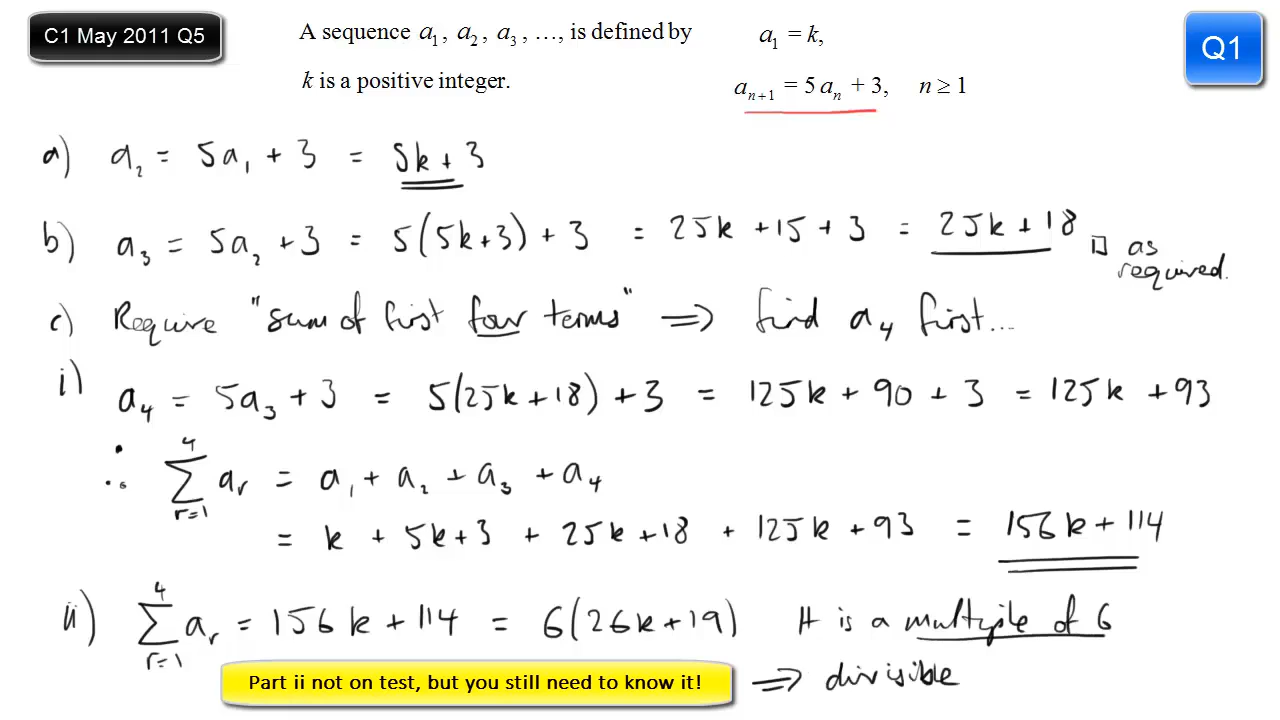 C1 May 2011 Q5
A sequence a₁, a₂, a₃, ..., is defined by a₁ = k,
k is a positive integer. aₙ₊₁ = 5aₙ + 3, n ≥ 1
Q1
a) a₂ = 5a₁ + 3 = 5k + 3
b) a₃ = 5a₂ + 3 = 5(5k+3) + 3 = 25k + 15 + 3 = 25k + 18 □ as required.
c) Require "sum of first four terms" ⇒ find a₄ first...
i) a₄ = 5a₃ + 3 = 5(25k + 18) + 3 = 125k + 90 + 3 = 125k + 93
∴ ∑⁴ᵣ₌₁ aᵣ = a₁ + a₂ + a₃ + a₄
= k + 5k+3 + 25k+18 + 125k + 93 = 156k + 114
ii) ∑⁴ᵣ₌₁ aᵣ = 156k + 114 = 6(26k + 19) It is a multiple of 6
⇒ divisible
Part ii not on test, but you still need to know it!